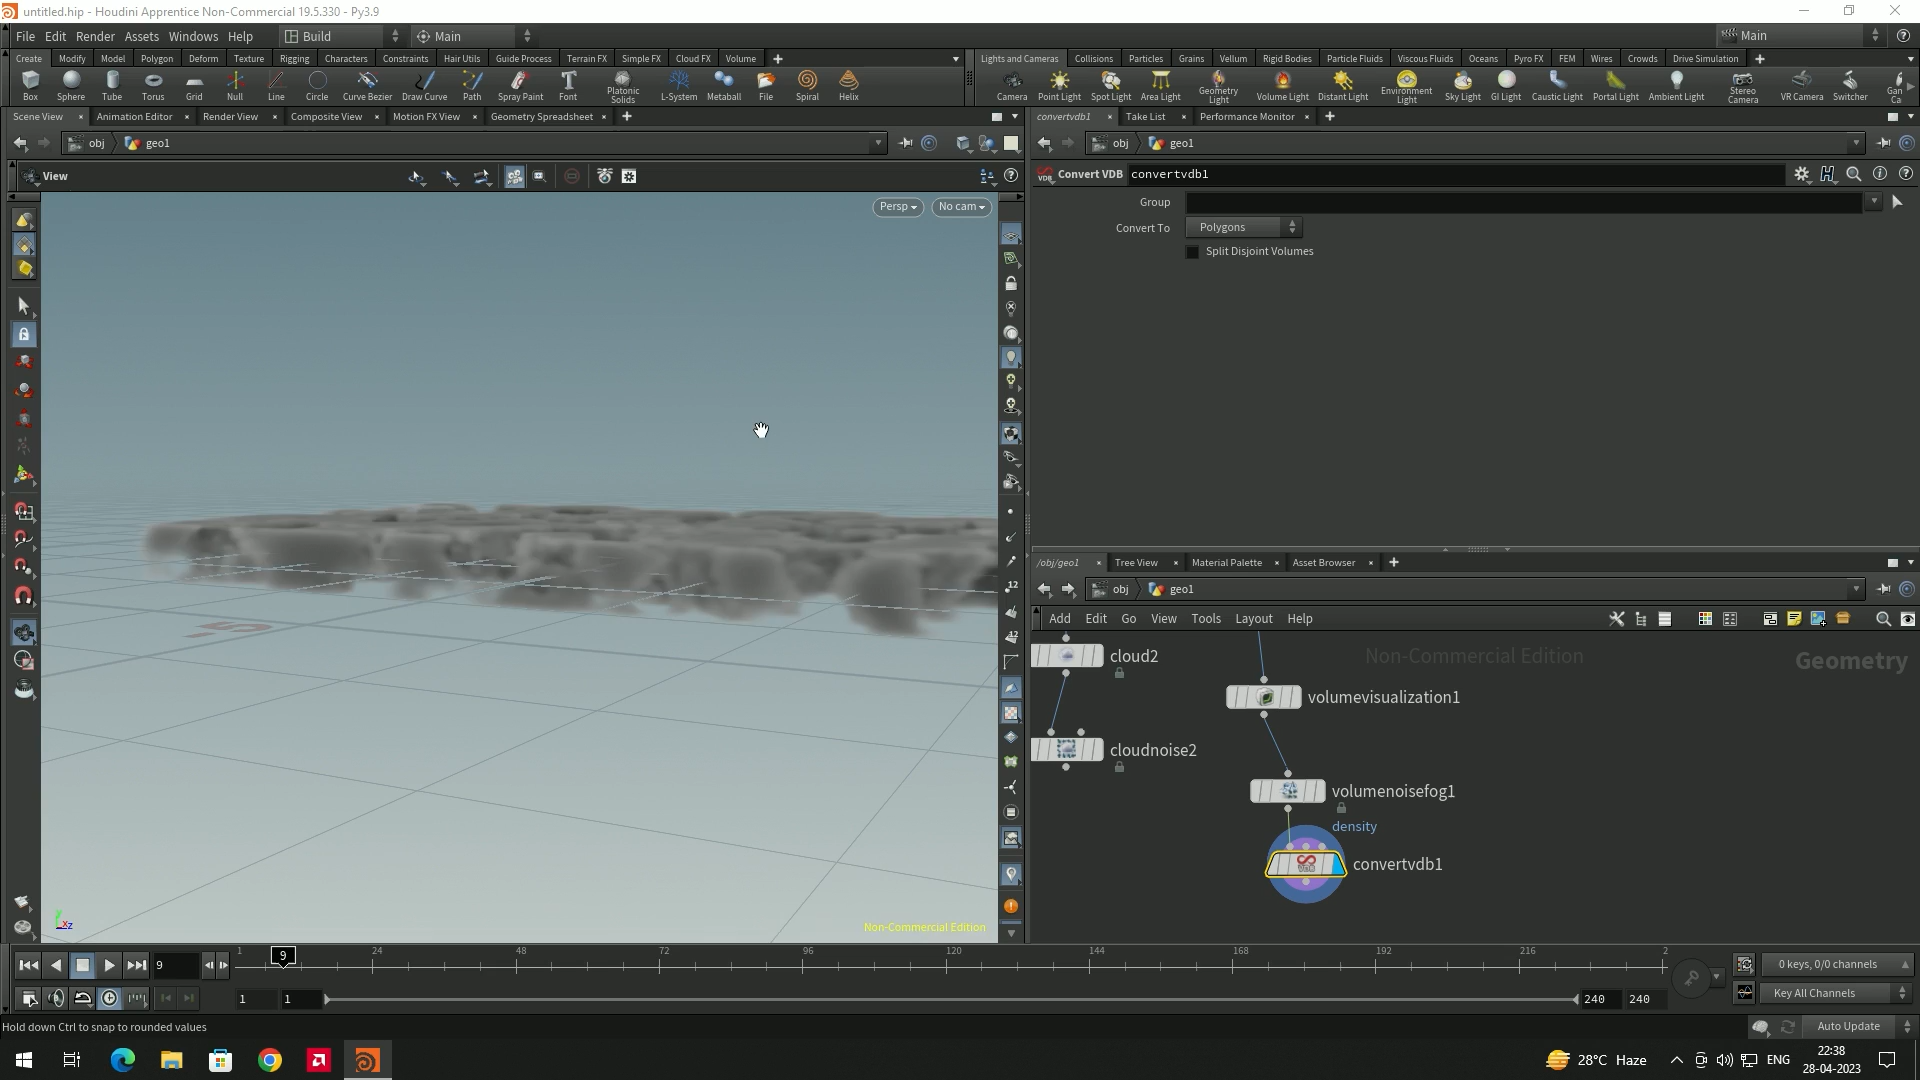 untitled.hip - Houdini Apprentice Non-Commercial 19.5.330 - Py3.9
File Edit Render Assets Windows Help Build Main Main
Create Modify Model Polygon Deform Texture Rigging Characters Constraints Hair Utils Guide Process Terrain FX Simple FX Cloud FX Volume
Box Sphere Tube Torus Grid Null Line Circle Curve Bezier Draw Curve Path Spray Paint Font Platonic Solids L-System Metaball File Spiral Helix
Lights and Cameras Collisions Particles Grains Vellum Rigid Bodies Particle Fluids Viscous Fluids Oceans Pyro FX FEM Wires Crowds Drive Simulation
Camera Point Light Spot Light Area Light Geometry Light Volume Light Distant Light Environment Light Sky Light GI Light Caustic Light Portal Light Ambient Light Stereo Camera VR Camera Switcher Gan Ca
Scene View Animation Editor Render View Composite View Motion FX View Geometry Spreadsheet
obj geo1
View
Persp No cam
12
12
5
z
x
Non-Commercial Edition
convertvdb1 Take List Performance Monitor
obj geo1
VDB Convert VDB convertvdb1
Group
Convert To Polygons
Split Disjoint Volumes
/obj/geo1 Tree View Material Palette Asset Browser
obj geo1
Add Edit Go View Tools Layout Help
Non-Commercial Edition Geometry
cloud2
volumevisualization1
cloudnoise2
volumenoisefog1
density
VDB
convertvdb1
9 1 9 24 48 72 96 120 144 168 192 216 2
0 keys, 0/0 channels
1 1 240 240
Key All Channels
Hold down Ctrl to snap to rounded values
Auto Update
28°C Haze ENG 22:38
28-04-2023